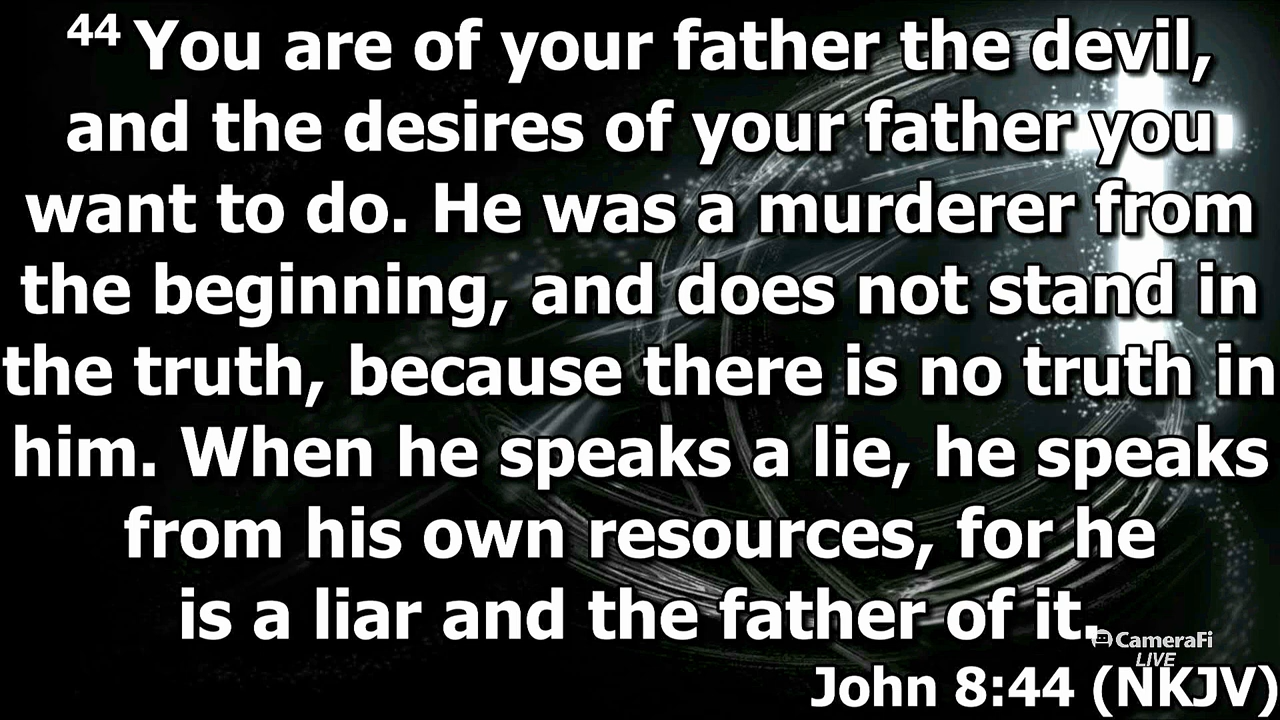 44 You are of your father the devil,
and the desires of your father you
want to do. He was a murderer from
the beginning, and does not stand in
the truth, because there is no truth in
him. When he speaks a lie, he speaks
from his own resources, for he
is a liar and the father of it.
CameraFi
LIVE
John 8:44 (NKJV)